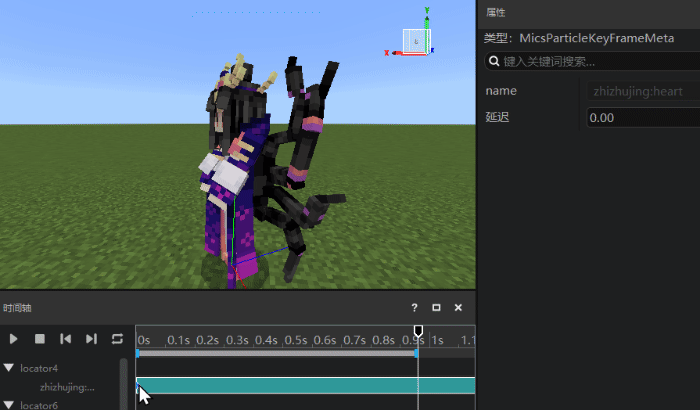 Y
X
属性
类型：MicsParticleKeyFrameMeta
键入关键词搜索...
name zhizhujing:heart
延迟 0.00
时间轴 ?
0s 0.1s 0.2s 0.3s 0.4s 0.5s 0.6s 0.7s 0.8s 0.9s 1s 1.1
locator4
zhizhujing:...
locator6